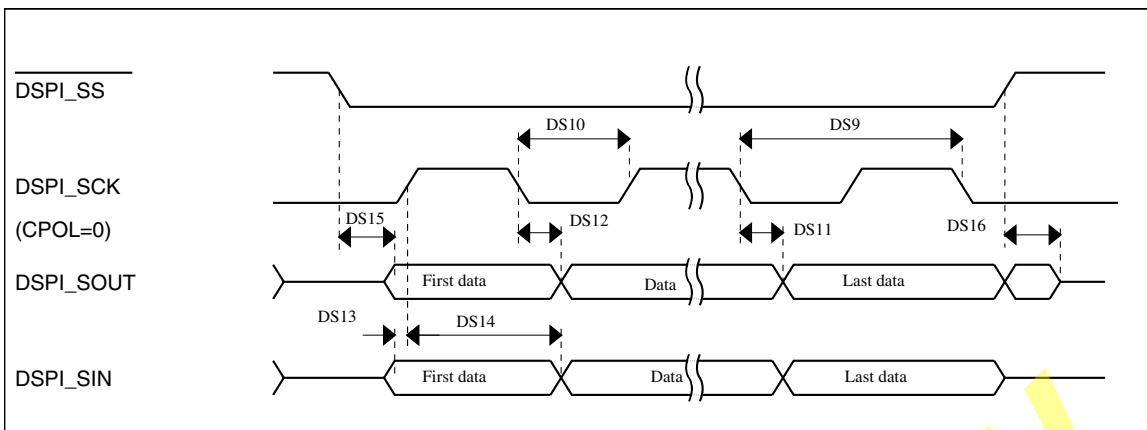 DSPI_SS
DS10
DS9
DSPI_SCK
(CPOL=0)
DS15
DS12
DS11
DS16
DSPI_SOUT
First data
Data
Last data
DS13
DS14
DSPI_SIN
First data
Data
Last data